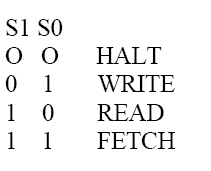 S1 S0
O O HALT
0 1 WRITE
1 0 READ
1 1 FETCH